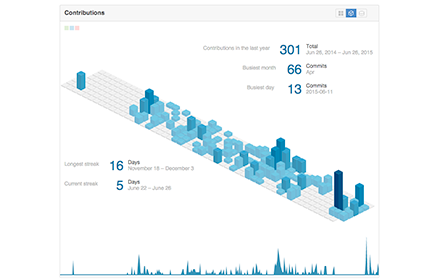 Contributions
Contributions in the last year 301 Total
Jun 26, 2014 – Jun 26, 2015
Busiest month 66 Commits
Apr
Busiest day 13 Commits
2015-06-11
Longest streak 16 Days
November 18 – December 3
Current streak 5 Days
June 22 – June 26